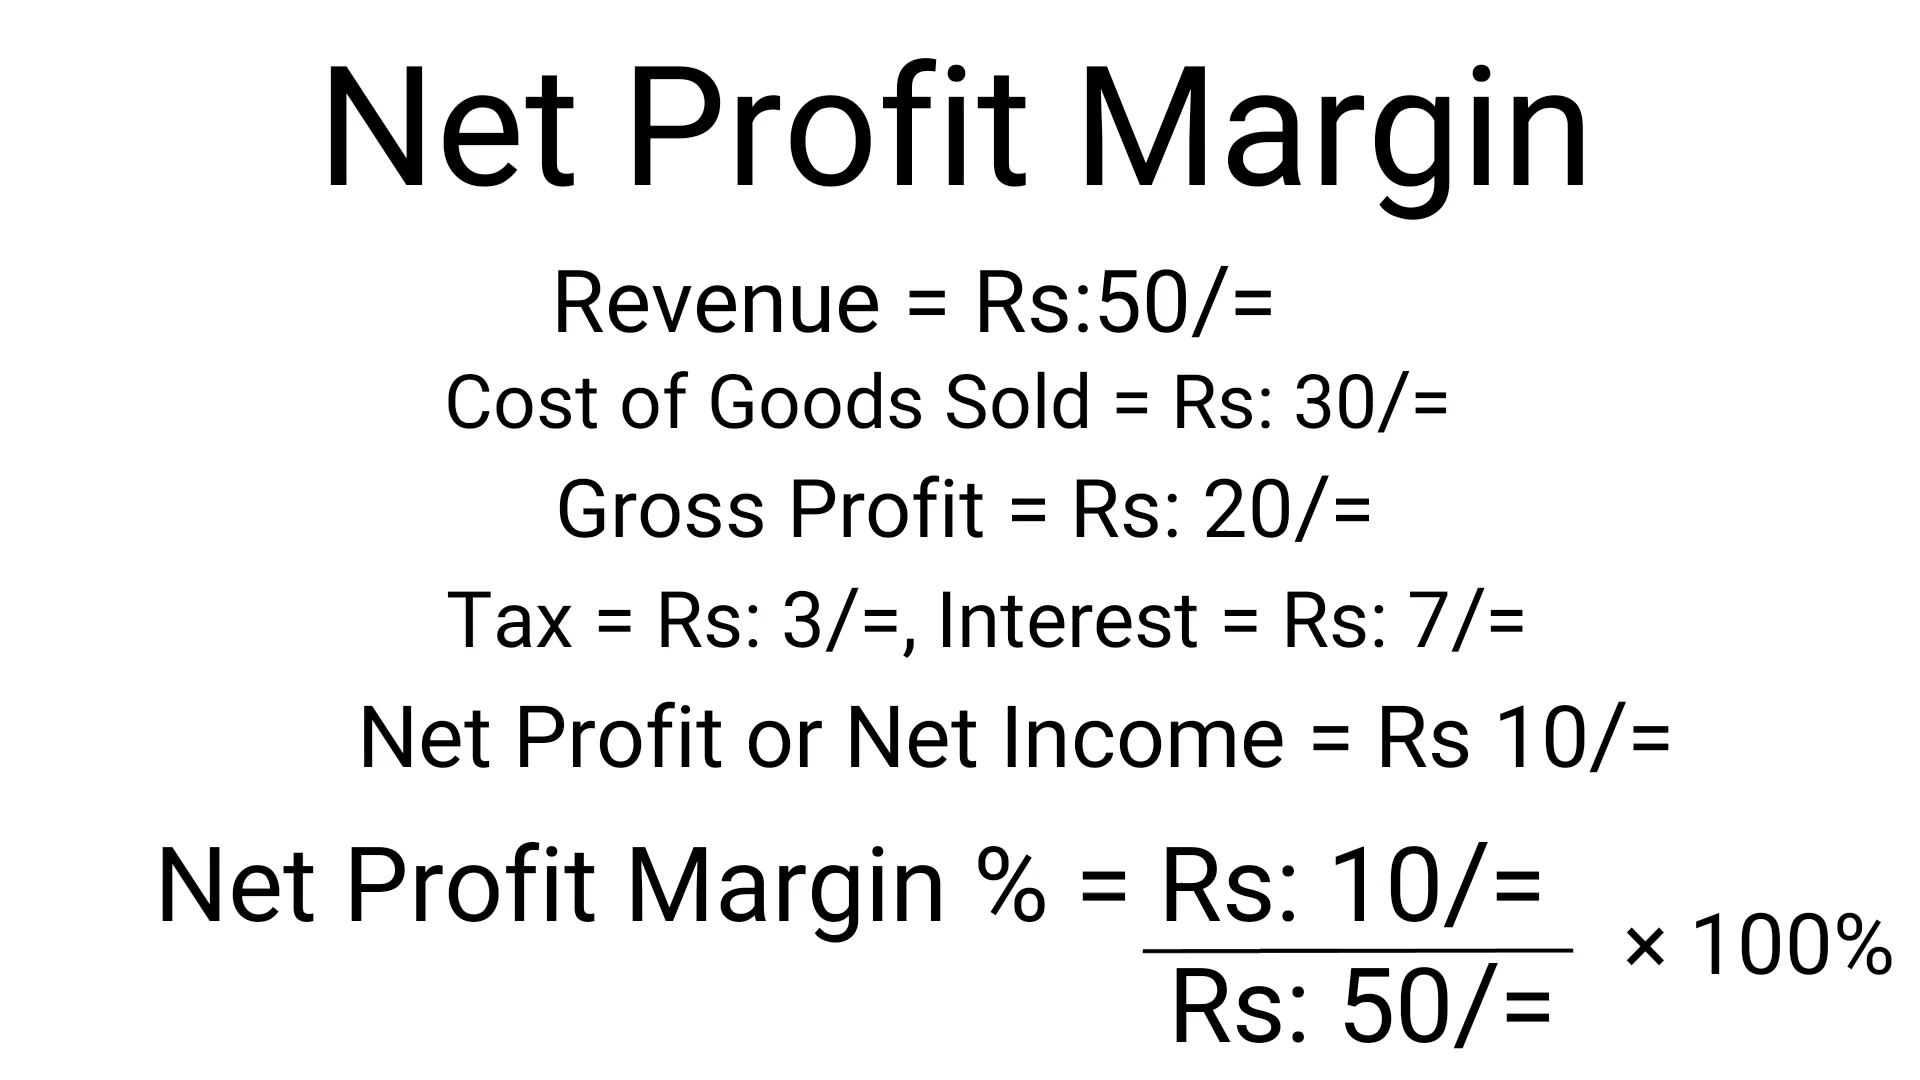 Net Profit Margin
Revenue = Rs:50/=
Cost of Goods Sold = Rs: 30/=
Gross Profit = Rs: 20/=
Tax = Rs: 3/=, Interest = Rs: 7/=
Net Profit or Net Income = Rs 10/=
Net Profit Margin % = Rs: 10/=
× 100%
Rs: 50/=